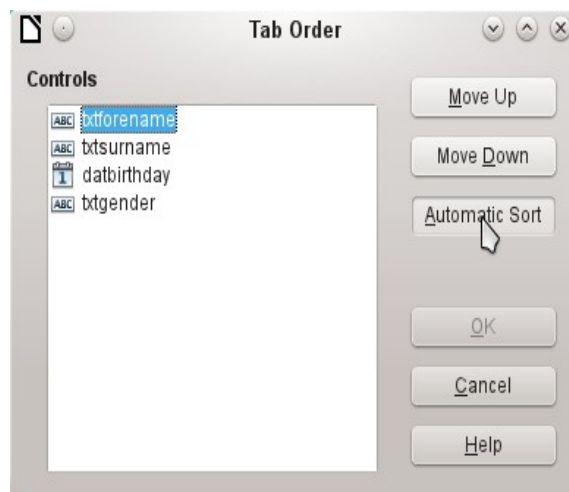 Tab Order
Controls
txtforename
txtsurname
datbirthday
txtgender
Move Up
Move Down
Automatic Sort
OK
Cancel
Help